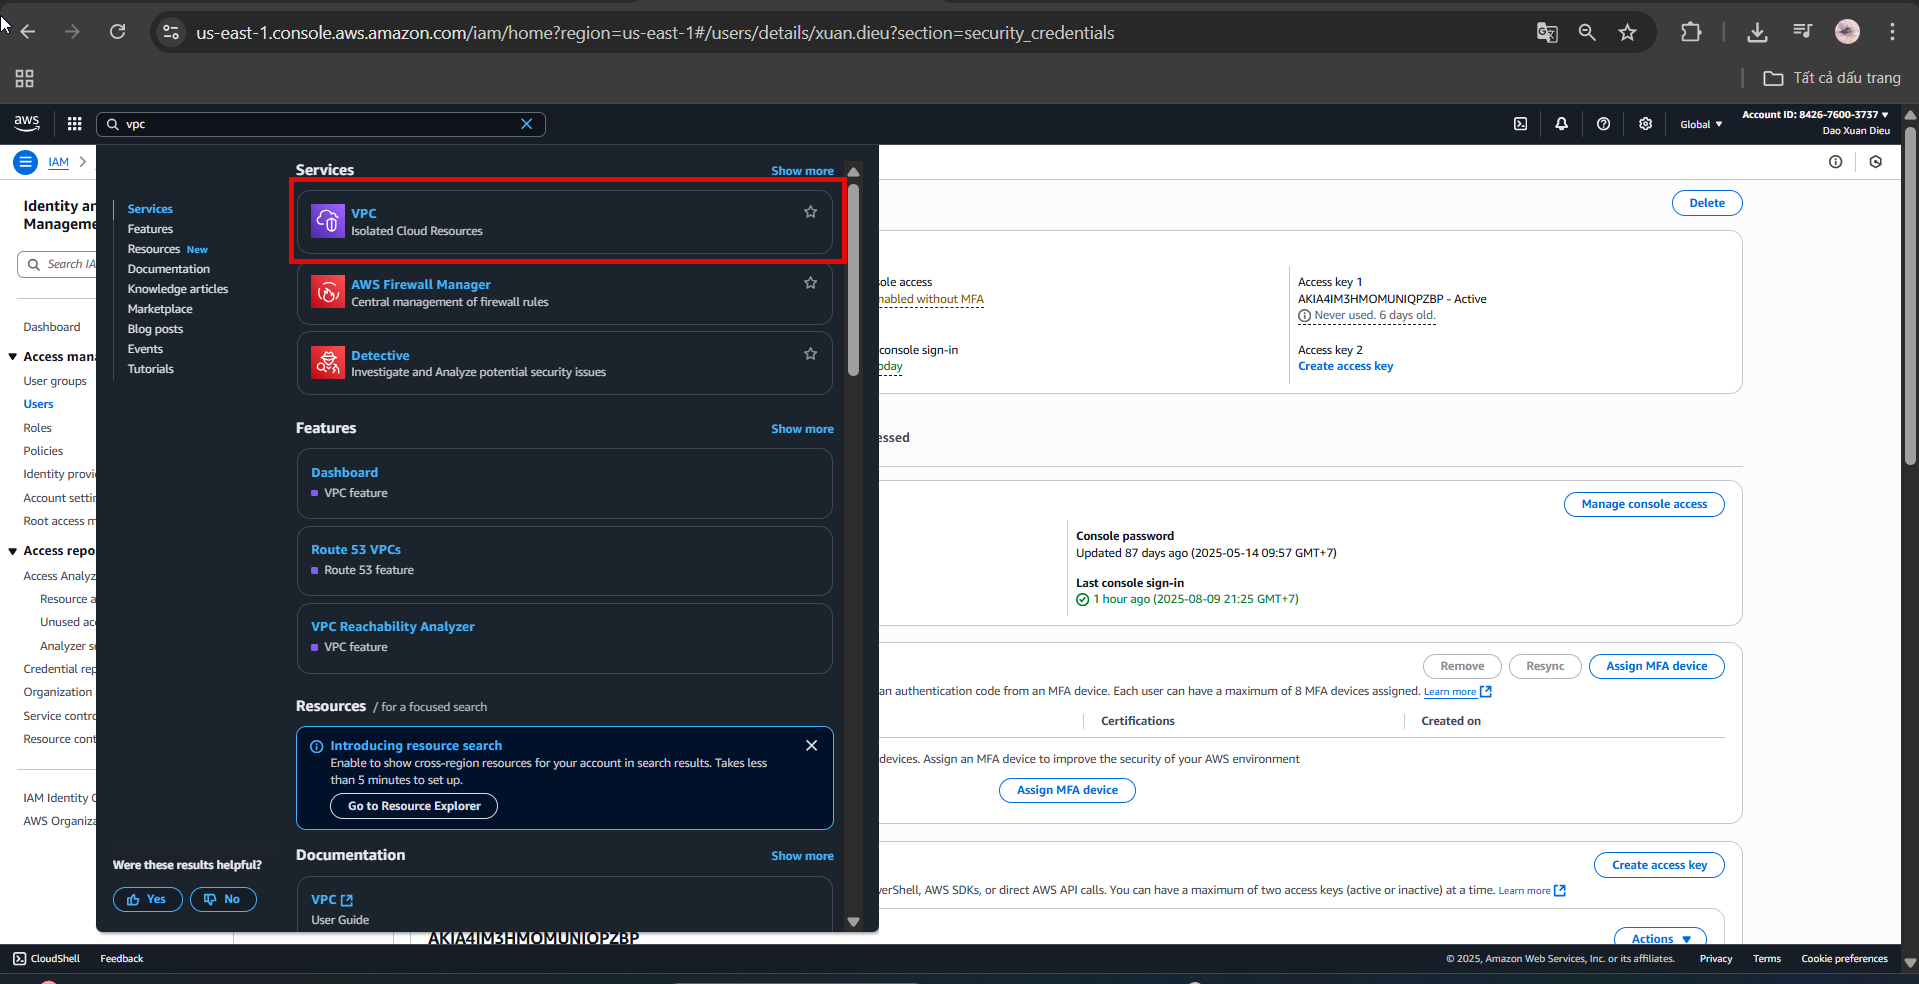 us-east-1.console.aws.amazon.com/iam/home?region=us-east-1#/users/details/xuan.dieu?section=security_credentials
Tất cả dấu trang
aws
vpc
Global
Account ID: 8426-7600-3737
Dao Xuan Dieu
IAM
Identity an
Manageme
Search IA
Dashboard
Access mana
User groups
Users
Roles
Policies
Identity provi
Account settin
Root access m
Access repo
Access Analyz
Resource a
Unused acc
Analyzer se
Credential rep
Organization
Service contro
Resource cont
IAM Identity C
AWS Organiza
Services
Features
Resources New
Documentation
Knowledge articles
Marketplace
Blog posts
Events
Tutorials
Were these results helpful?
Yes
No
Services
Show more
VPC
Isolated Cloud Resources
AWS Firewall Manager
Central management of firewall rules
Detective
Investigate and Analyze potential security issues
Features
Show more
Dashboard
VPC feature
Route 53 VPCs
Route 53 feature
VPC Reachability Analyzer
VPC feature
Resources / for a focused search
Introducing resource search
Enable to show cross-region resources for your account in search results. Takes less
than 5 minutes to set up.
Go to Resource Explorer
Documentation
Show more
VPC
User Guide
Delete
sole access
nabled without MFA
console sign-in
oday
Access key 1
AKIA4IM3HMOMUNIQPZBP - Active
Never used. 6 days old.
Access key 2
Create access key
essed
Manage console access
Console password
Updated 87 days ago (2025-05-14 09:57 GMT+7)
Last console sign-in
1 hour ago (2025-08-09 21:25 GMT+7)
Remove
Resync
Assign MFA device
an authentication code from an MFA device. Each user can have a maximum of 8 MFA devices assigned. Learn more
Certifications
Created on
devices. Assign an MFA device to improve the security of your AWS environment
Assign MFA device
Create access key
verShell, AWS SDKs, or direct AWS API calls. You can have a maximum of two access keys (active or inactive) at a time. Learn more
AKIA4IM3HMOMUNIQPZBP
Actions
CloudShell
Feedback
© 2025, Amazon Web Services, Inc. or its affiliates.
Privacy
Terms
Cookie preferences